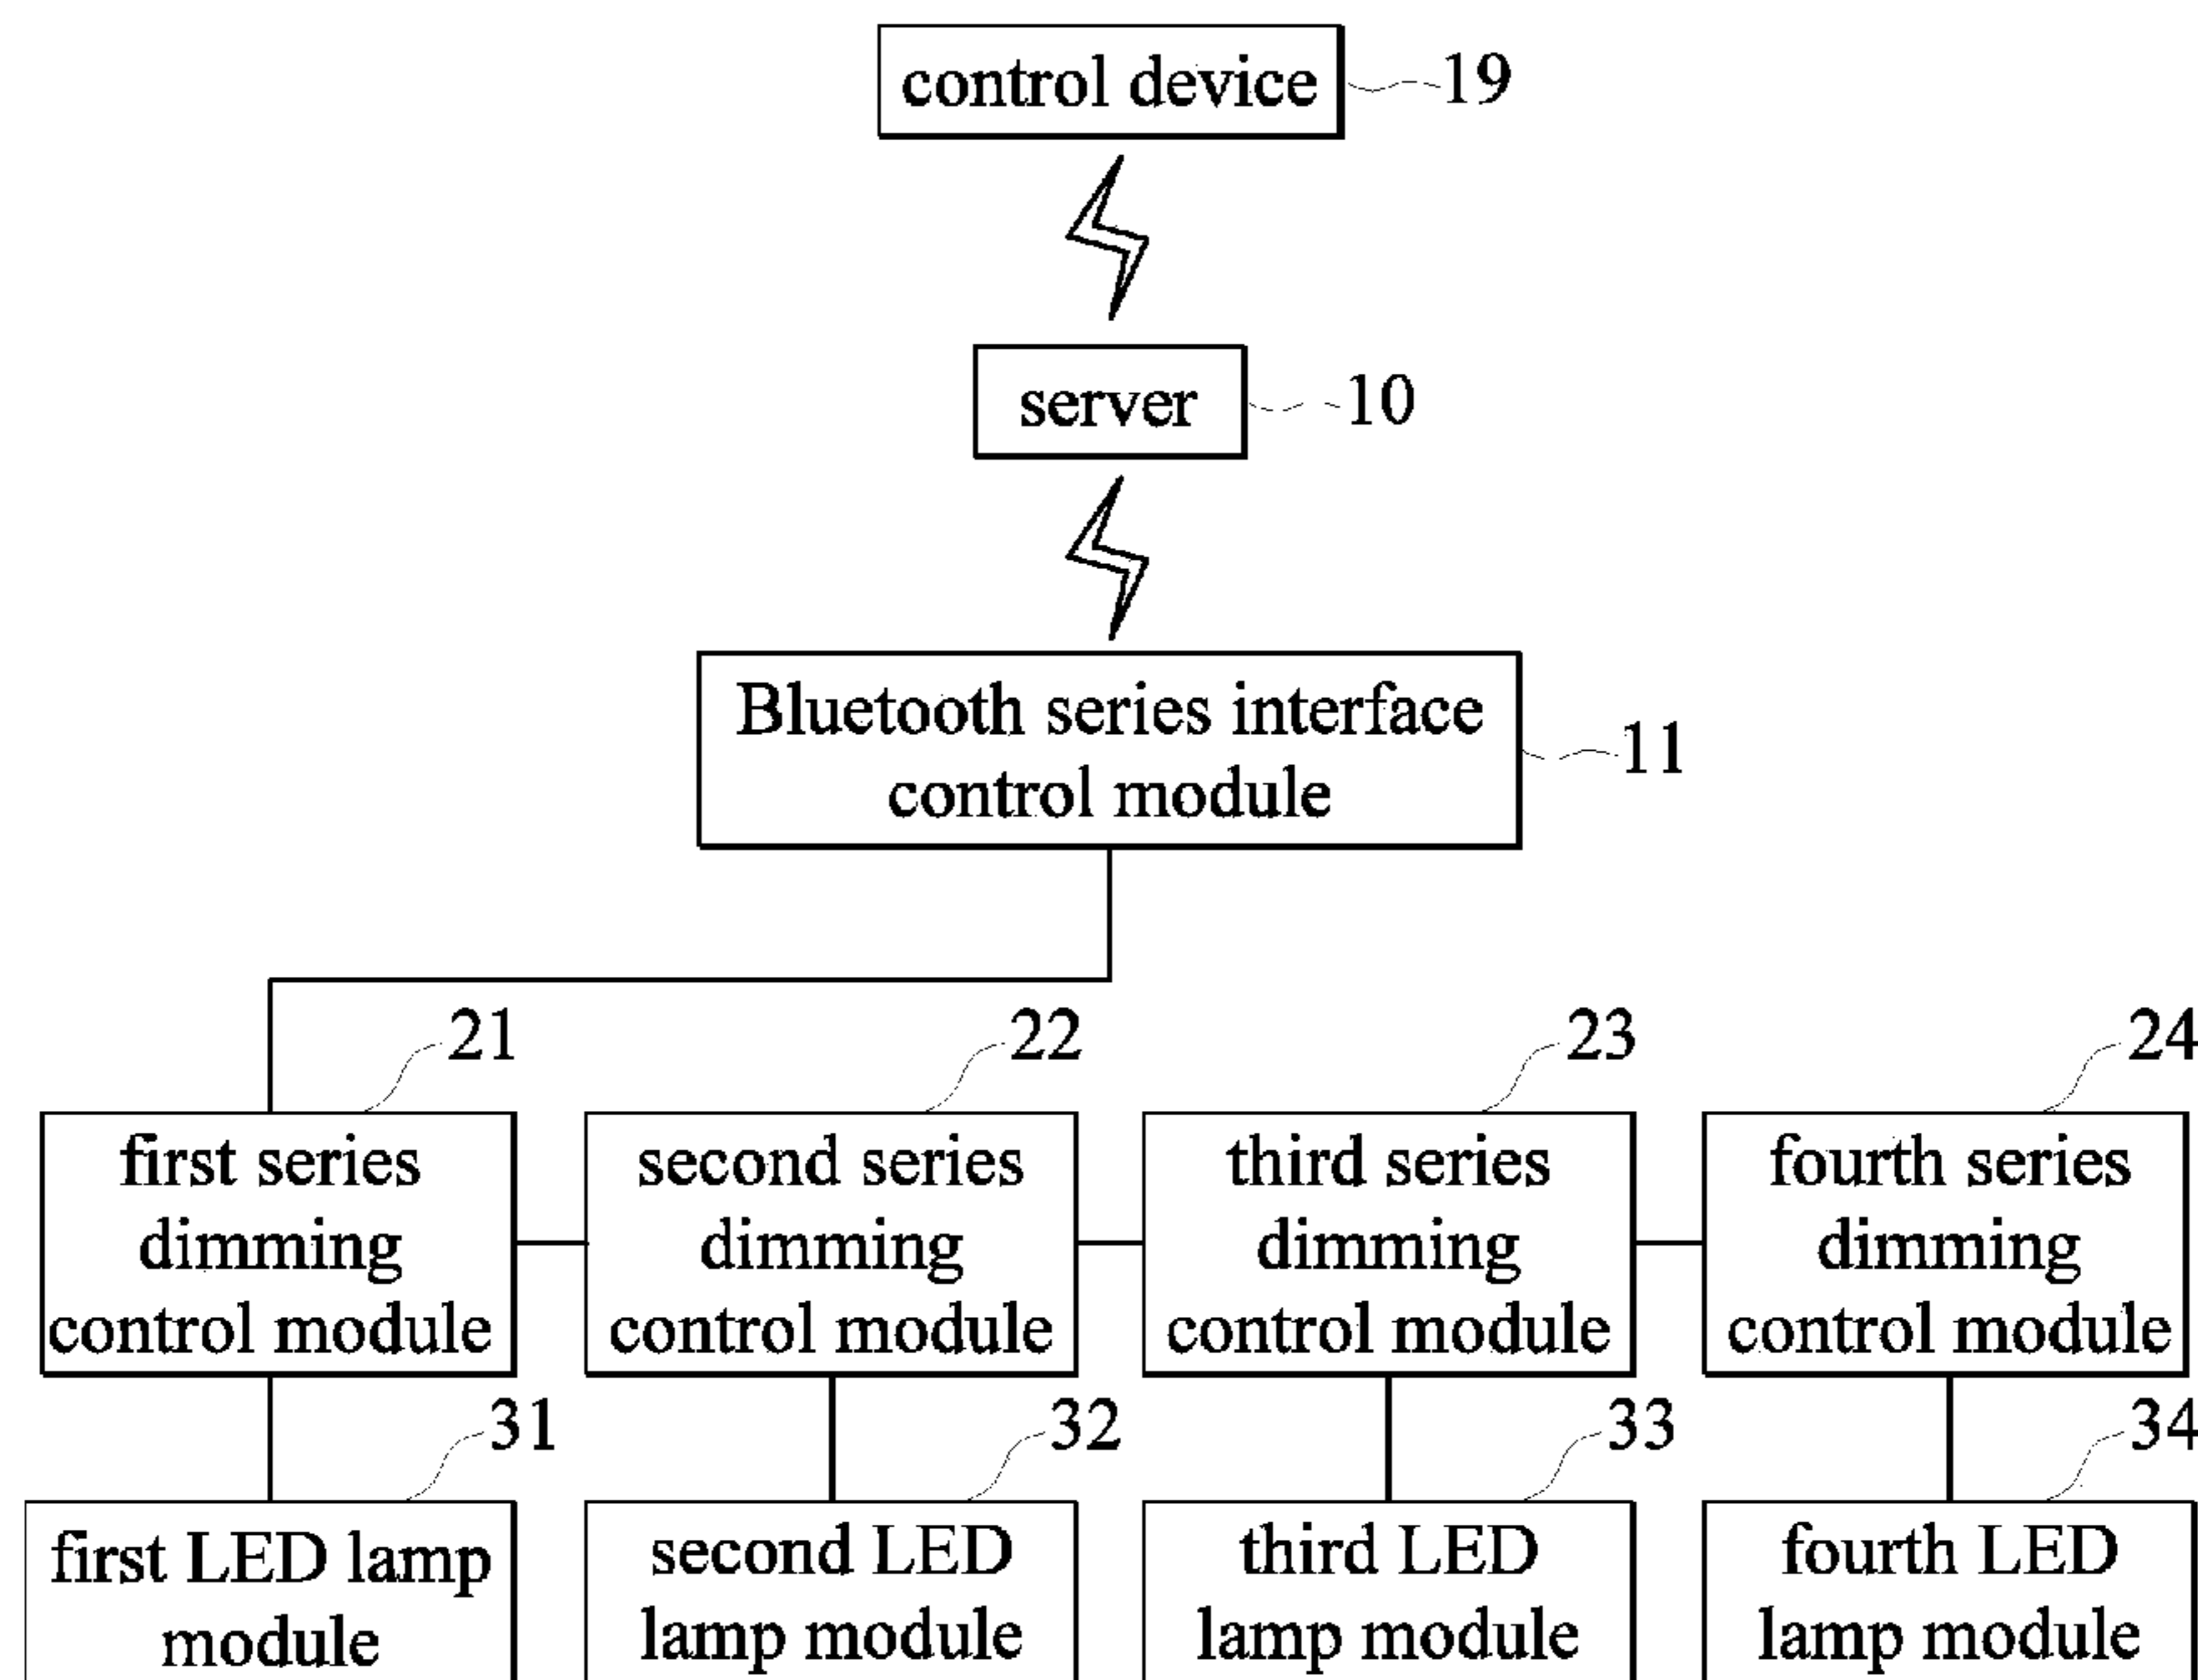 control device
19
server
10
Bluetooth series interface
control module
11
21
22
23
24
first series
dimming
control module
second series
dimming
control module
third series
dimming
control module
fourth series
dimming
control module
31
32
33
34
first LED lamp
module
second LED
lamp module
third LED
lamp module
fourth LED
lamp module